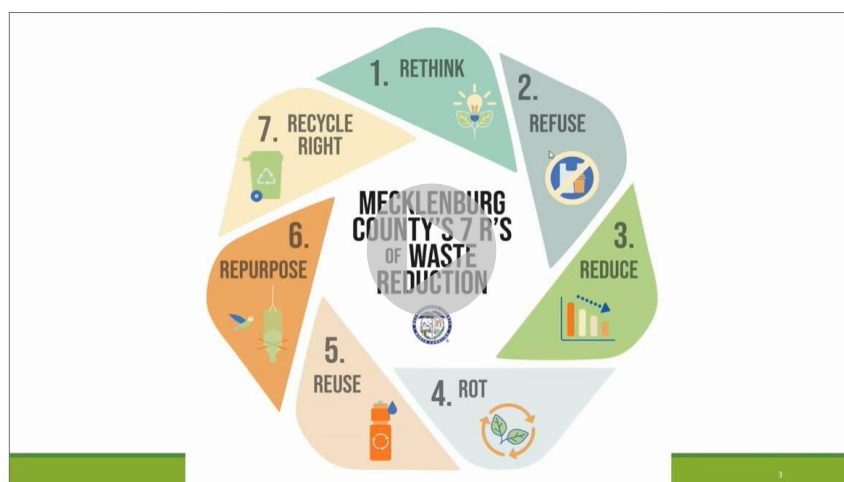 1. RETHINK
2.
REFUSE
3.
REDUCE
4. ROT
5.
REUSE
6.
REPURPOSE
7. RECYCLE
RIGHT
MECKLENBURG
COUNTY'S 7 R'S
OF WASTE
REDUCTION
3